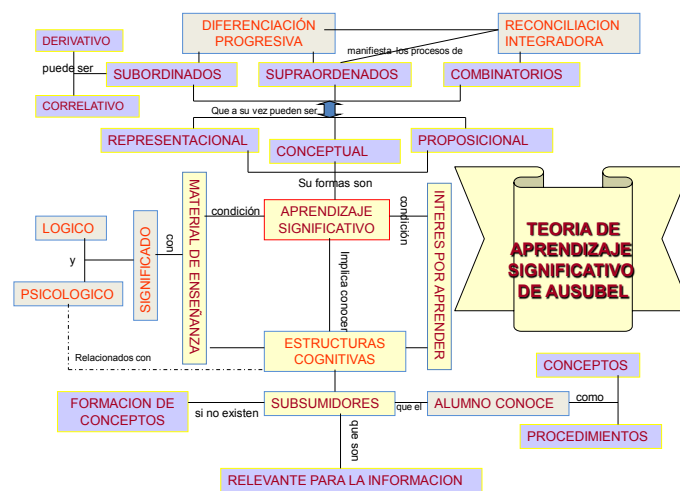 DIFERENCIACIÓN
PROGRESIVA
RECONCILIACION
INTEGRADORA
DERIVATIVO
manifiesta los procesos de
puede ser
SUBORDINADOS
SUPRAORDENADOS
COMBINATORIOS
CORRELATIVO
Que a su vez pueden ser
REPRESENTACIONAL
CONCEPTUAL
PROPOSICIONAL
Su formas son
MATERIAL DE ENSEÑANZA
condición
APRENDIZAJE
SIGNIFICATIVO
condición
INTERES POR APRENDER
TEORIA DE
APRENDIZAJE
SIGNIFICATIVO
DE AUSUBEL
LOGICO
y
PSICOLOGICO
SIGNIFICADO
con
Implica conocer
Relacionados con
ESTRUCTURAS
COGNITIVAS
FORMACION DE
CONCEPTOS
si no existen
SUBSUMIDORES
que el
ALUMNO CONOCE
como
CONCEPTOS
PROCEDIMIENTOS
que son
RELEVANTE PARA LA INFORMACION